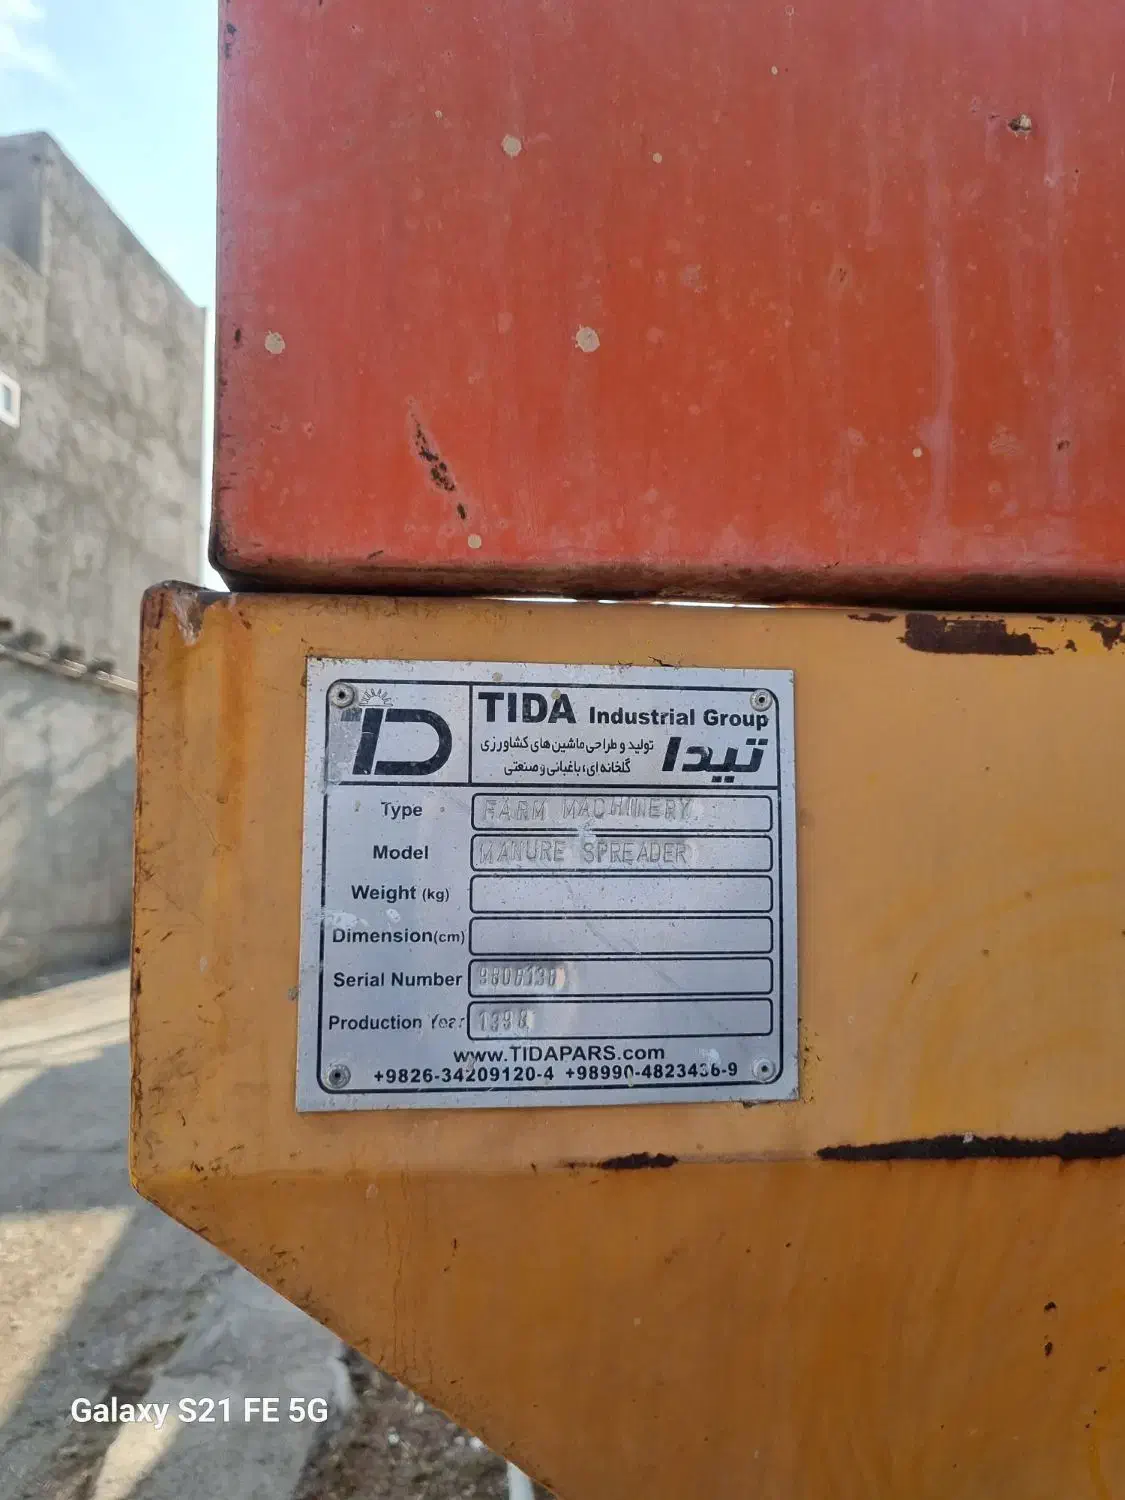 TIDA Industrial Group
تولید و طراحی ماشین های کشاورزی
گلخانه ای، باغبانی و صنعتی
تیدا
Type FARM MACHINERY
Model MANURE SPREADER
Weight (kg)
Dimension(cm)
Serial Number
Production Year
www.TIDAPARS.com
+9826-34209120-4 +98990-4823436-9
Galaxy S21 FE 5G